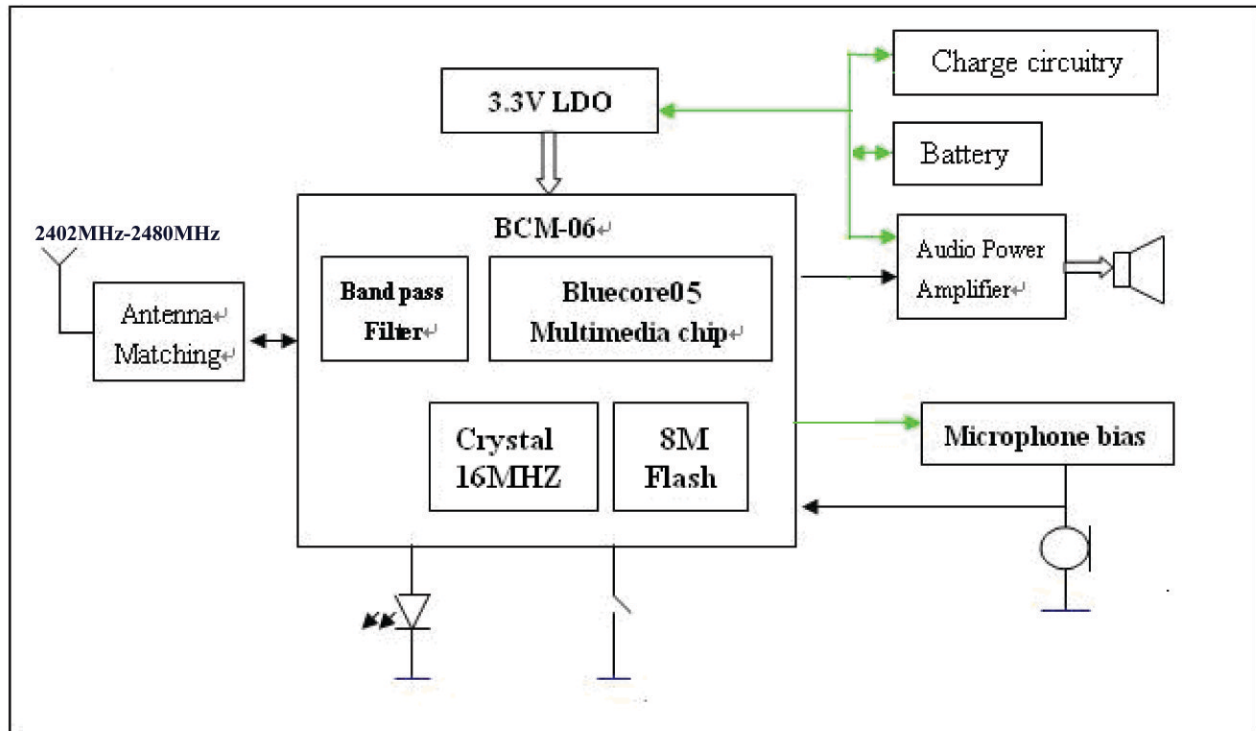 Charge circuitry
3.3V LDO
Battery
BCM-06↵
2402MHz-2480MHz
Audio Power
Amplifier↵
Band pass
Filter↵
Bluecore05
Multimedia chip↵
Antenna↵
Matching↵
Crystal
16MHZ
8M
Flash
Microphone bias